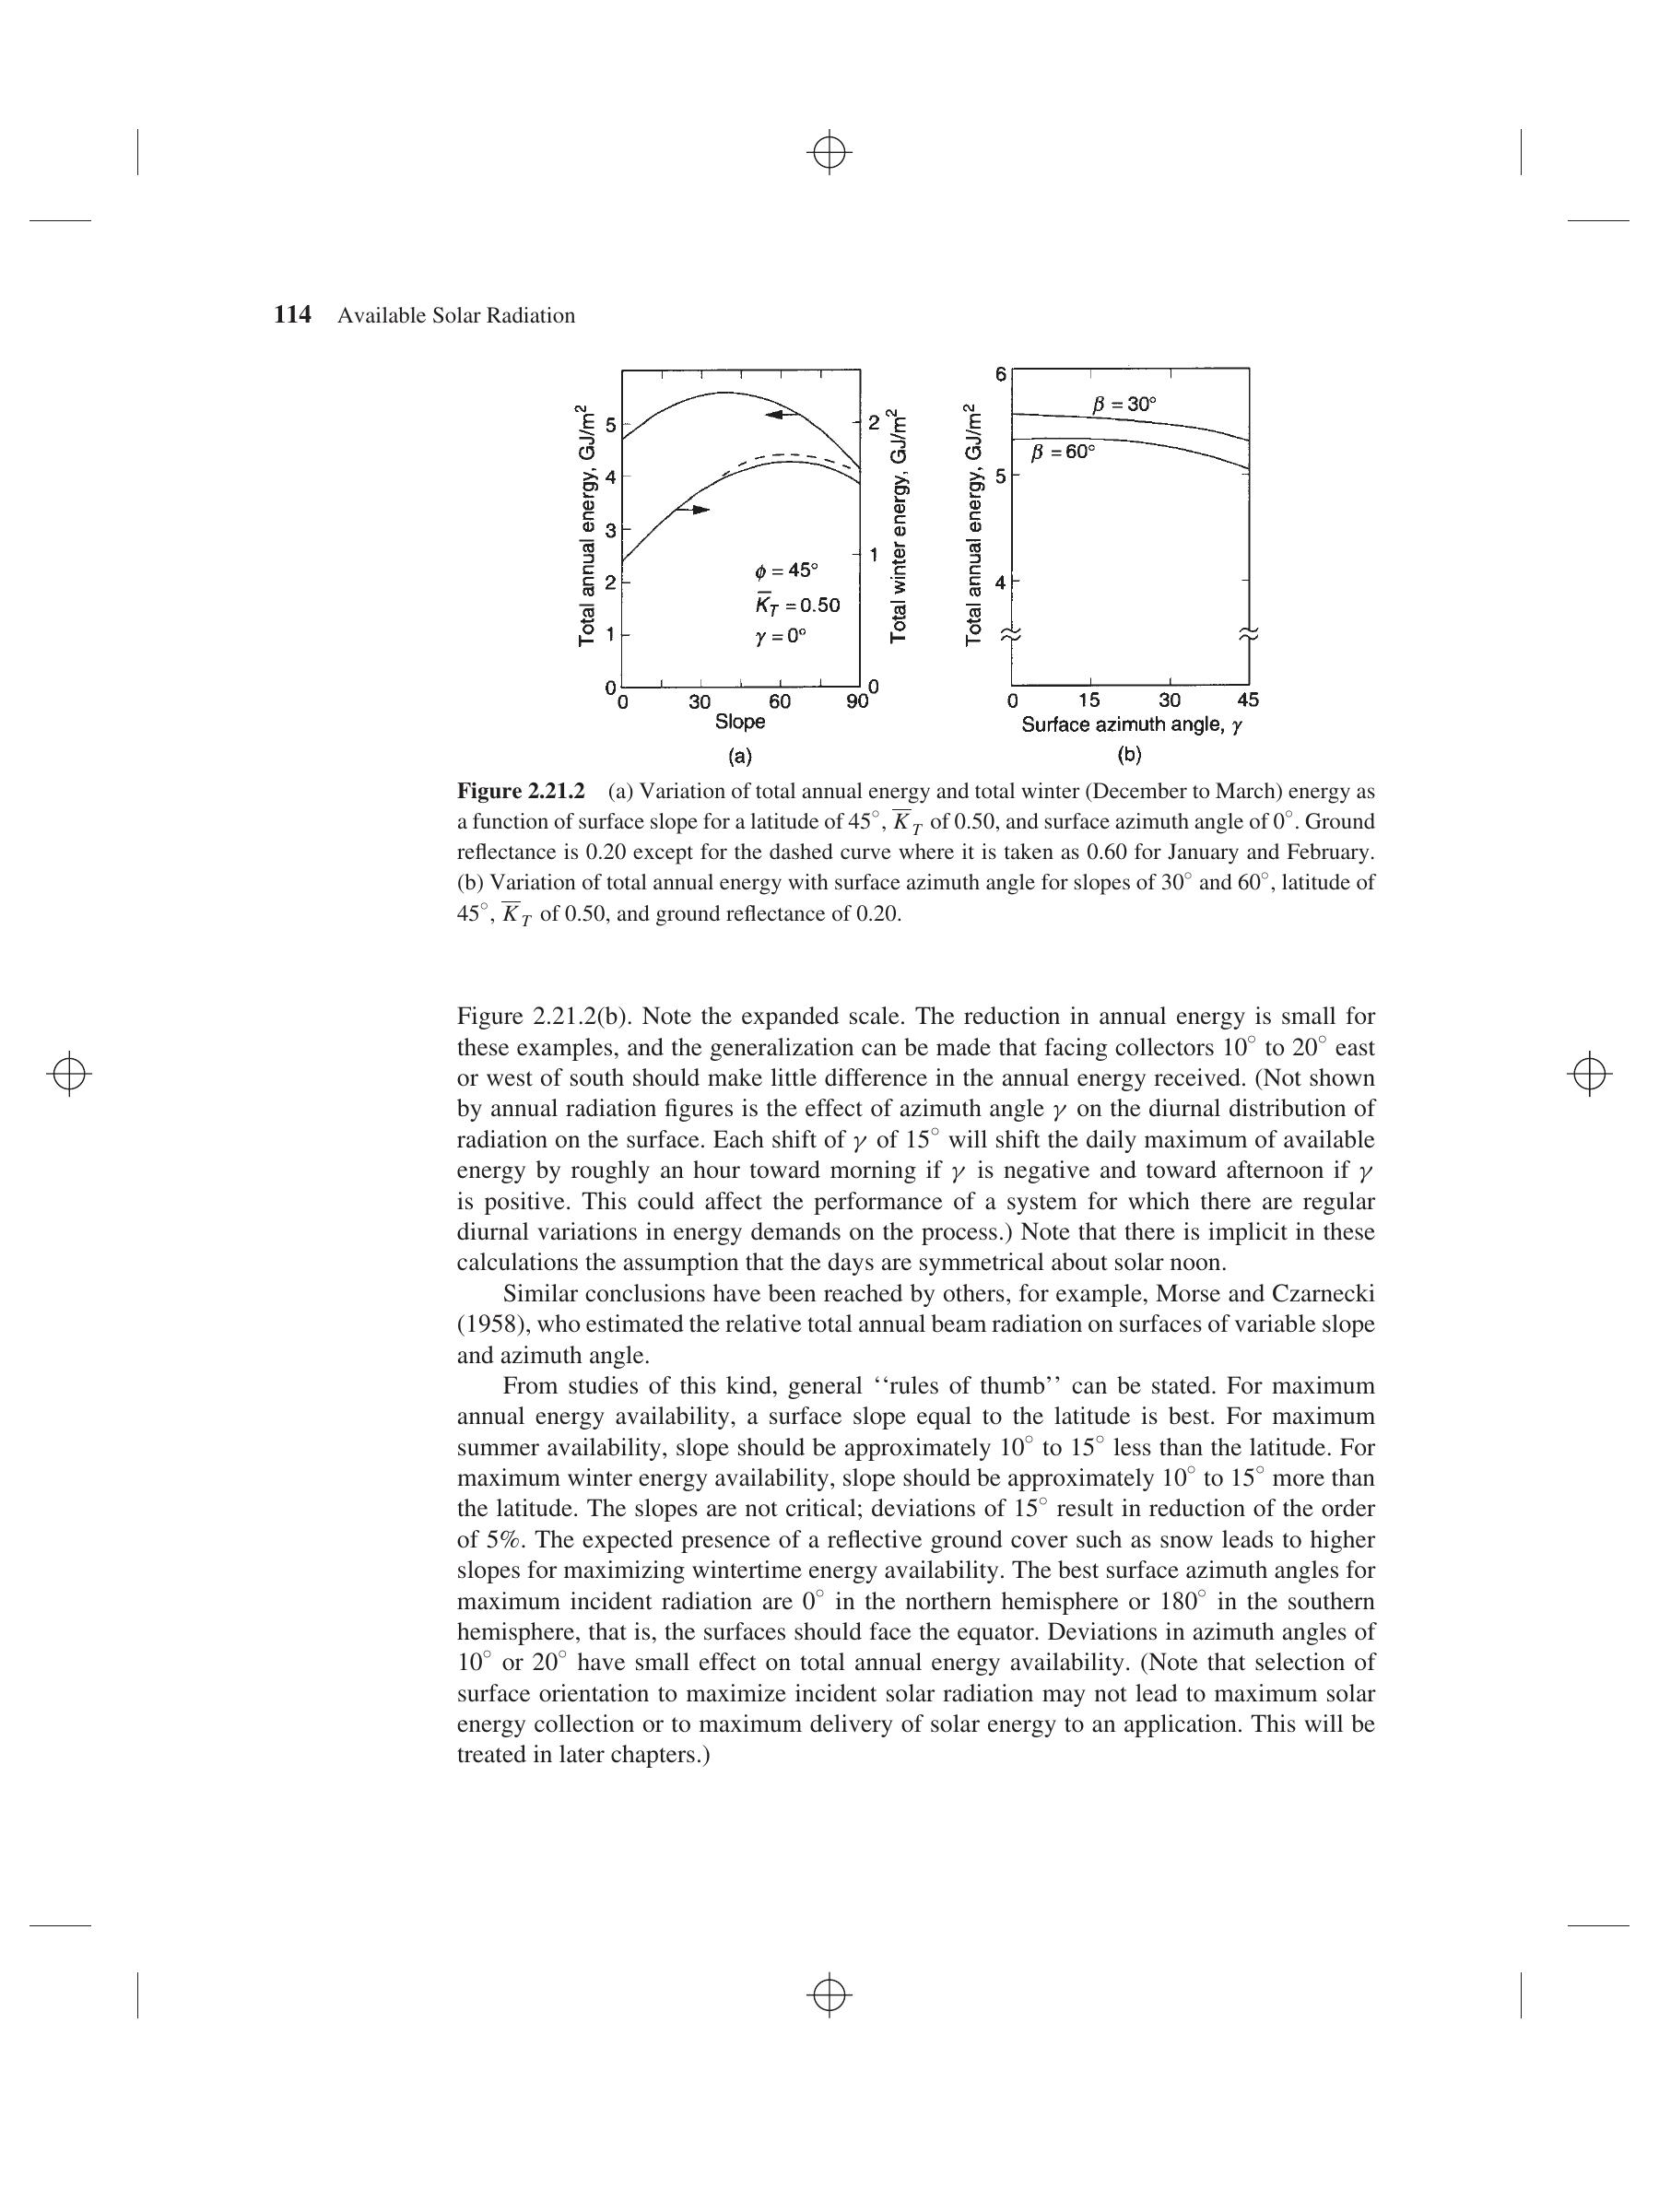 114 Available Solar Radiation
Total annual energy, GJ/m²
5
4
3
2
1
0
0 30 60 90
Slope
(a)
Total winter energy, GJ/m²
2
1
0
ϕ = 45°
K̅_T = 0.50
γ = 0°
Total annual energy, GJ/m²
6
5
4
β = 30°
β = 60°
0 15 30 45
Surface azimuth angle, γ
(b)
Figure 2.21.2 (a) Variation of total annual energy and total winter (December to March) energy as
a function of surface slope for a latitude of 45°, K̅_T of 0.50, and surface azimuth angle of 0°. Ground
reflectance is 0.20 except for the dashed curve where it is taken as 0.60 for January and February.
(b) Variation of total annual energy with surface azimuth angle for slopes of 30° and 60°, latitude of
45°, K̅_T of 0.50, and ground reflectance of 0.20.
Figure 2.21.2(b). Note the expanded scale. The reduction in annual energy is small for
these examples, and the generalization can be made that facing collectors 10° to 20° east
or west of south should make little difference in the annual energy received. (Not shown
by annual radiation figures is the effect of azimuth angle γ on the diurnal distribution of
radiation on the surface. Each shift of γ of 15° will shift the daily maximum of available
energy by roughly an hour toward morning if γ is negative and toward afternoon if γ
is positive. This could affect the performance of a system for which there are regular
diurnal variations in energy demands on the process.) Note that there is implicit in these
calculations the assumption that the days are symmetrical about solar noon.
Similar conclusions have been reached by others, for example, Morse and Czarnecki
(1958), who estimated the relative total annual beam radiation on surfaces of variable slope
and azimuth angle.
From studies of this kind, general ‘‘rules of thumb’’ can be stated. For maximum
annual energy availability, a surface slope equal to the latitude is best. For maximum
summer availability, slope should be approximately 10° to 15° less than the latitude. For
maximum winter energy availability, slope should be approximately 10° to 15° more than
the latitude. The slopes are not critical; deviations of 15° result in reduction of the order
of 5%. The expected presence of a reflective ground cover such as snow leads to higher
slopes for maximizing wintertime energy availability. The best surface azimuth angles for
maximum incident radiation are 0° in the northern hemisphere or 180° in the southern
hemisphere, that is, the surfaces should face the equator. Deviations in azimuth angles of
10° or 20° have small effect on total annual energy availability. (Note that selection of
surface orientation to maximize incident solar radiation may not lead to maximum solar
energy collection or to maximum delivery of solar energy to an application. This will be
treated in later chapters.)